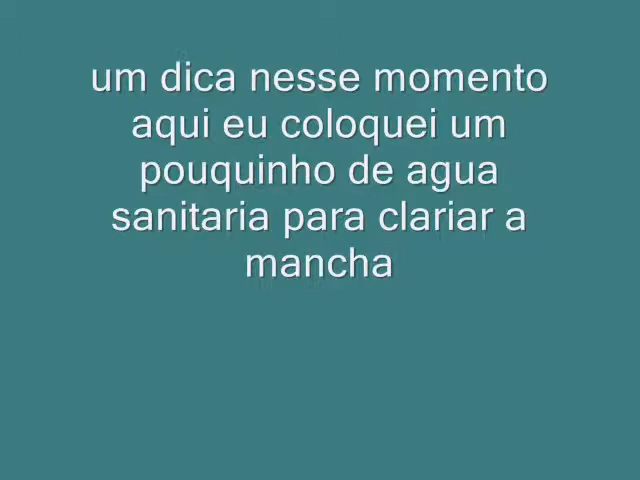 um dica nesse momento
aqui eu coloquei um
pouquinho de agua
sanitaria para clariar a
mancha